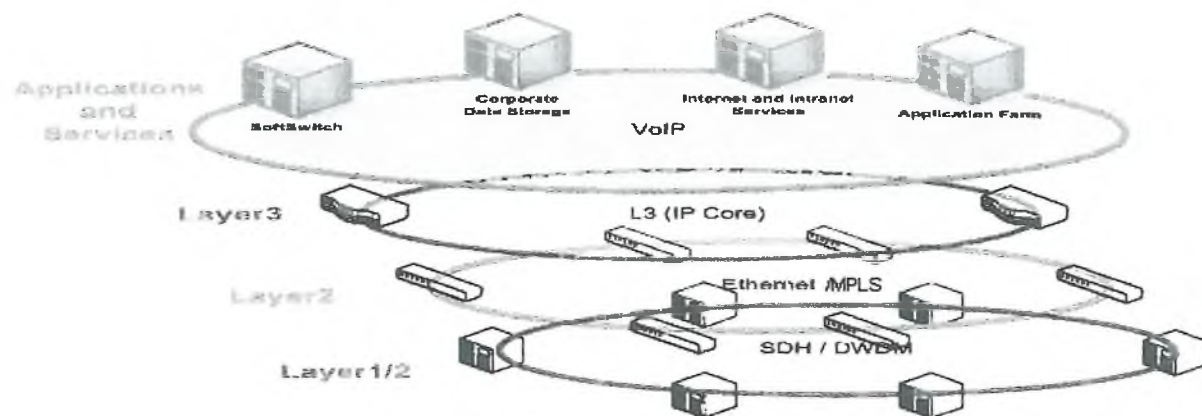 Applications
and
Services
SoftSwitch
Corporate
Data Storage
Internet and Intranet
Services
Application Farm
VoIP
Layer3
L3 (IP Core)
Layer2
Ethernet /MPLS
SDH / DWDM
Layer1/2